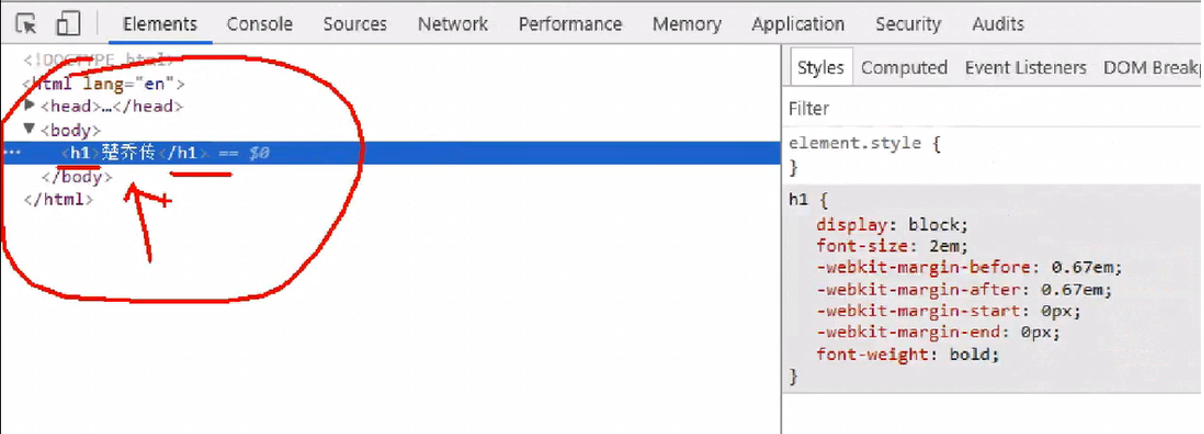 Elements Console Sources Network Performance Memory Application Security Audits
<!DOCTYPE html>
<html lang="en">
<head>…</head>
<body>
<h1>楚乔传</h1> == $0
</body>
</html>
Styles Computed Event Listeners DOM Break
Filter
element.style {
}
h1 {
display: block;
font-size: 2em;
-webkit-margin-before: 0.67em;
-webkit-margin-after: 0.67em;
-webkit-margin-start: 0px;
-webkit-margin-end: 0px;
font-weight: bold;
}